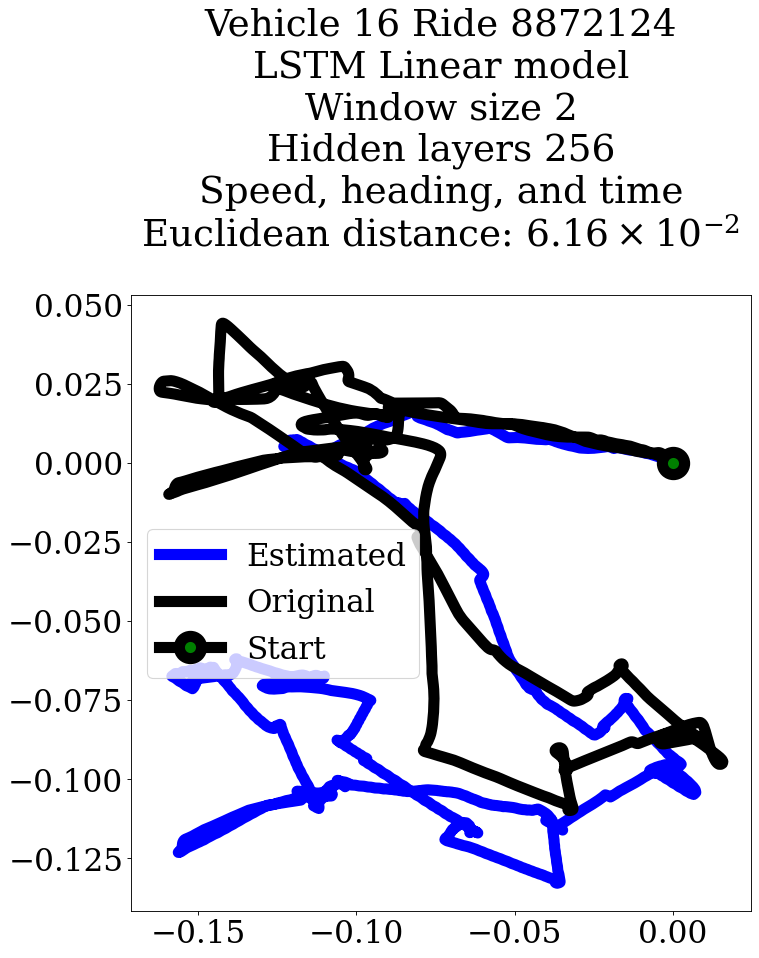 Vehicle 16 Ride 8872124
LSTM Linear model
Window size 2
Hidden layers 256
Speed, heading, and time
Euclidean distance: 6.16 × 10⁻²
0.050
0.025
0.000
−0.025
−0.050
−0.075
−0.100
−0.125
Estimated
Original
Start
−0.15
−0.10
−0.05
0.00